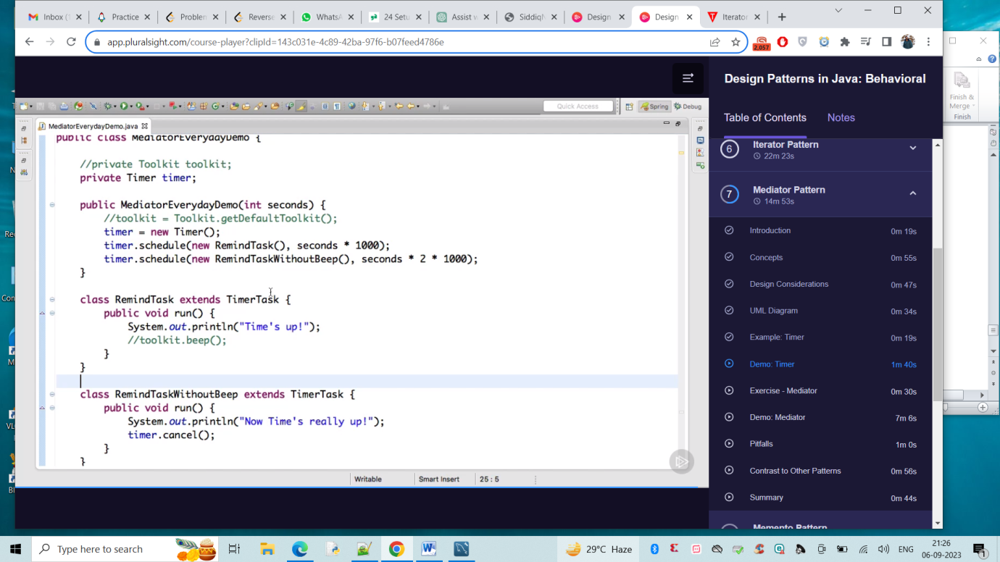 Inbox (1
Practice
Problen
Reverse
WhatsA
24 Setu
Assist w
SiddiqN
Design
Design
Iterator
app.pluralsight.com/course-player?clipId=143c031e-4c89-42ba-97f6-b07feed4786e
2,057
Design Patterns in Java: Behavioral
Finish &
Merge
Finish
Quick Access
Spring
Debug
Table of Contents
Notes
MediatorEverydayDemo.java
public class MediatorEverydayDemo {
//private Toolkit toolkit;
private Timer timer;
public MediatorEverydayDemo(int seconds) {
//toolkit = Toolkit.getDefaultToolkit();
timer = new Timer();
timer.schedule(new RemindTask(), seconds * 1000);
timer.schedule(new RemindTaskWithoutBeep(), seconds * 2 * 1000);
}
class RemindTask extends TimerTask {
public void run() {
System.out.println("Time's up!");
//toolkit.beep();
}
}
class RemindTaskWithoutBeep extends TimerTask {
public void run() {
System.out.println("Now Time's really up!");
timer.cancel();
}
}
Writable
Smart Insert
25 : 5
6
Iterator Pattern
22m 23s
7
Mediator Pattern
14m 53s
Introduction
0m 19s
Concepts
0m 55s
Design Considerations
0m 47s
UML Diagram
0m 34s
Example: Timer
0m 19s
Demo: Timer
1m 40s
Exercise - Mediator
0m 30s
Demo: Mediator
7m 6s
Pitfalls
1m 0s
Contrast to Other Patterns
0m 56s
Summary
0m 44s
Memento Pattern
Type here to search
29°C Haze
ENG
21:26
06-09-2023
1